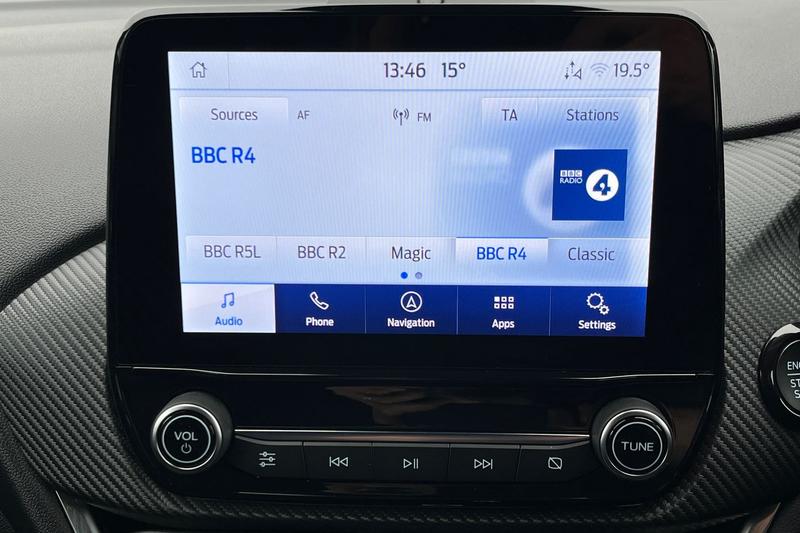 13:46 15° 19.5°
Sources AF FM TA Stations
BBC R4
BBC RADIO 4
BBC R5L BBC R2 Magic BBC R4 Classic
Audio Phone Navigation Apps Settings
VOL TUNE